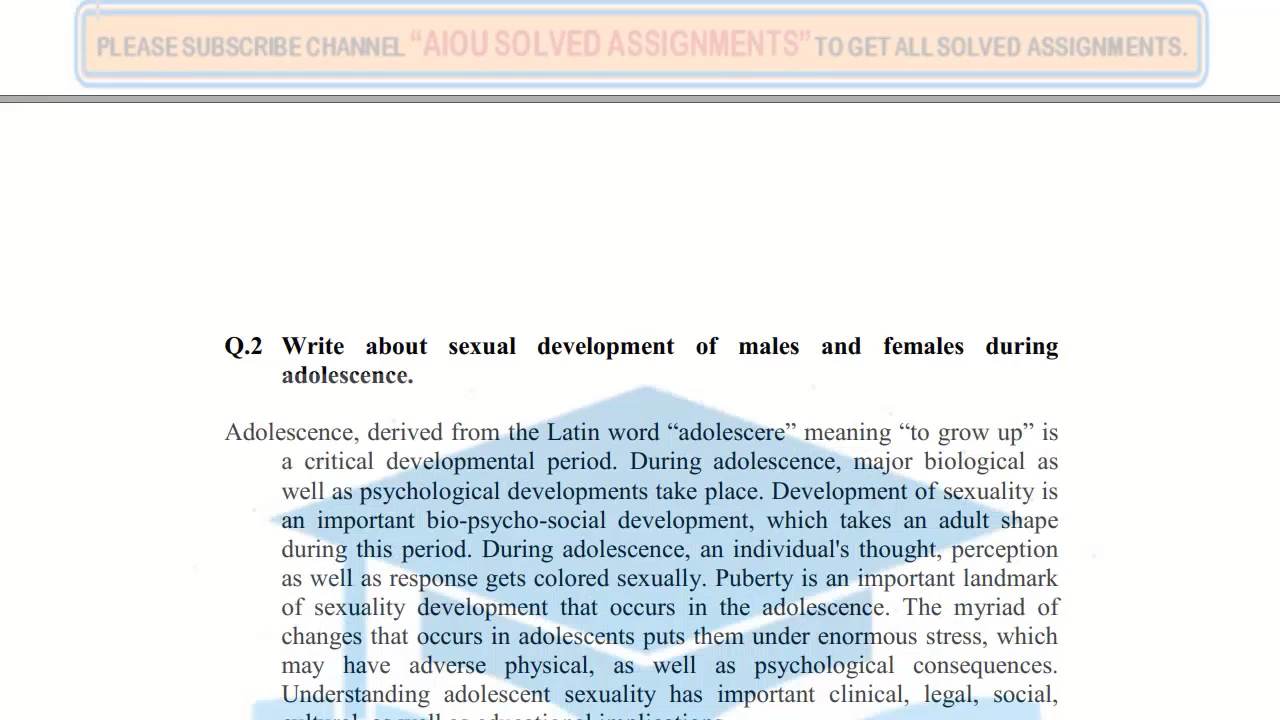 PLEASE SUBSCRIBE CHANNEL “AIOU SOLVED ASSIGNMENTS” TO GET ALL SOLVED ASSIGNMENTS.
Q.2 Write about sexual development of males and females during
adolescence.
Adolescence, derived from the Latin word “adolescere” meaning “to grow up” is
a critical developmental period. During adolescence, major biological as
well as psychological developments take place. Development of sexuality is
an important bio-psycho-social development, which takes an adult shape
during this period. During adolescence, an individual's thought, perception
as well as response gets colored sexually. Puberty is an important landmark
of sexuality development that occurs in the adolescence. The myriad of
changes that occurs in adolescents puts them under enormous stress, which
may have adverse physical, as well as psychological consequences.
Understanding adolescent sexuality has important clinical, legal, social,
cultural, as well as educational implications.